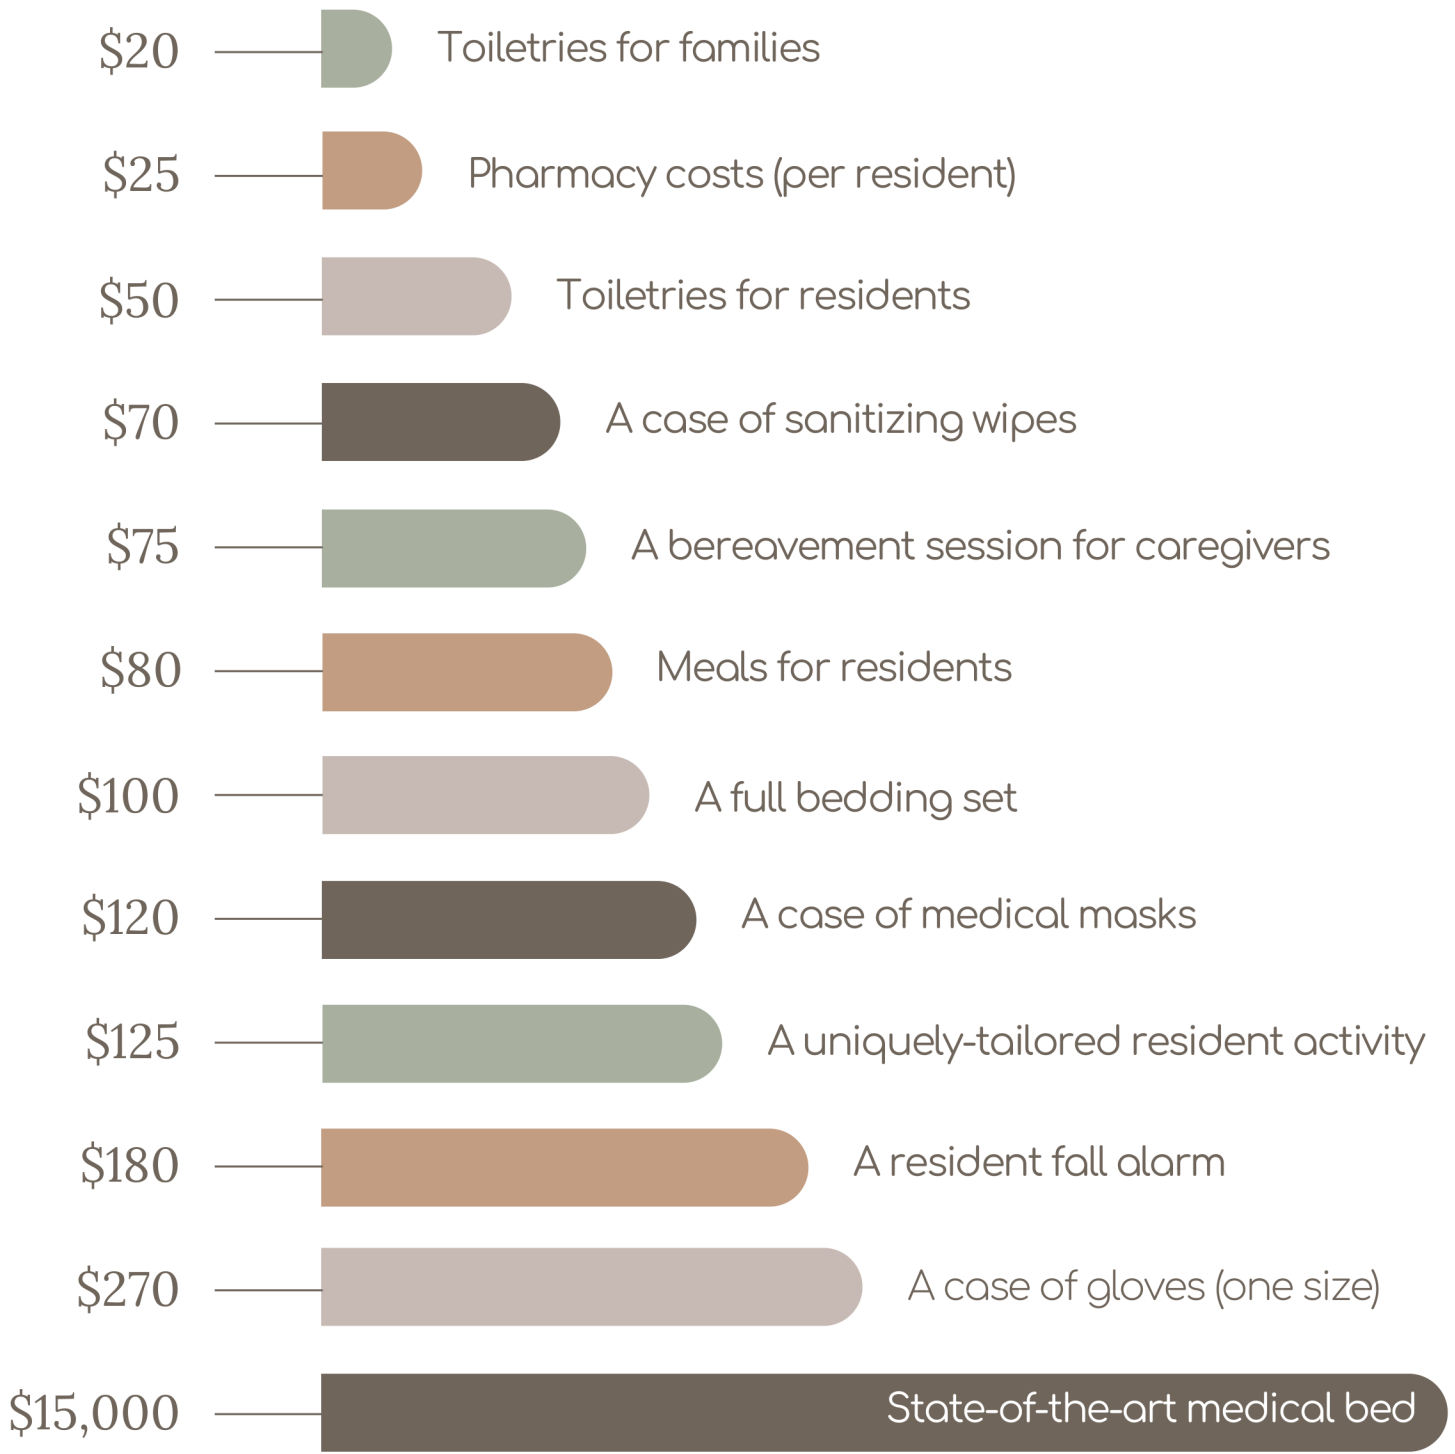 $20 Toiletries for families
$25 Pharmacy costs (per resident)
$50 Toiletries for residents
$70 A case of sanitizing wipes
$75 A bereavement session for caregivers
$80 Meals for residents
$100 A full bedding set
$120 A case of medical masks
$125 A uniquely-tailored resident activity
$180 A resident fall alarm
$270 A case of gloves (one size)
$15,000 State-of-the-art medical bed